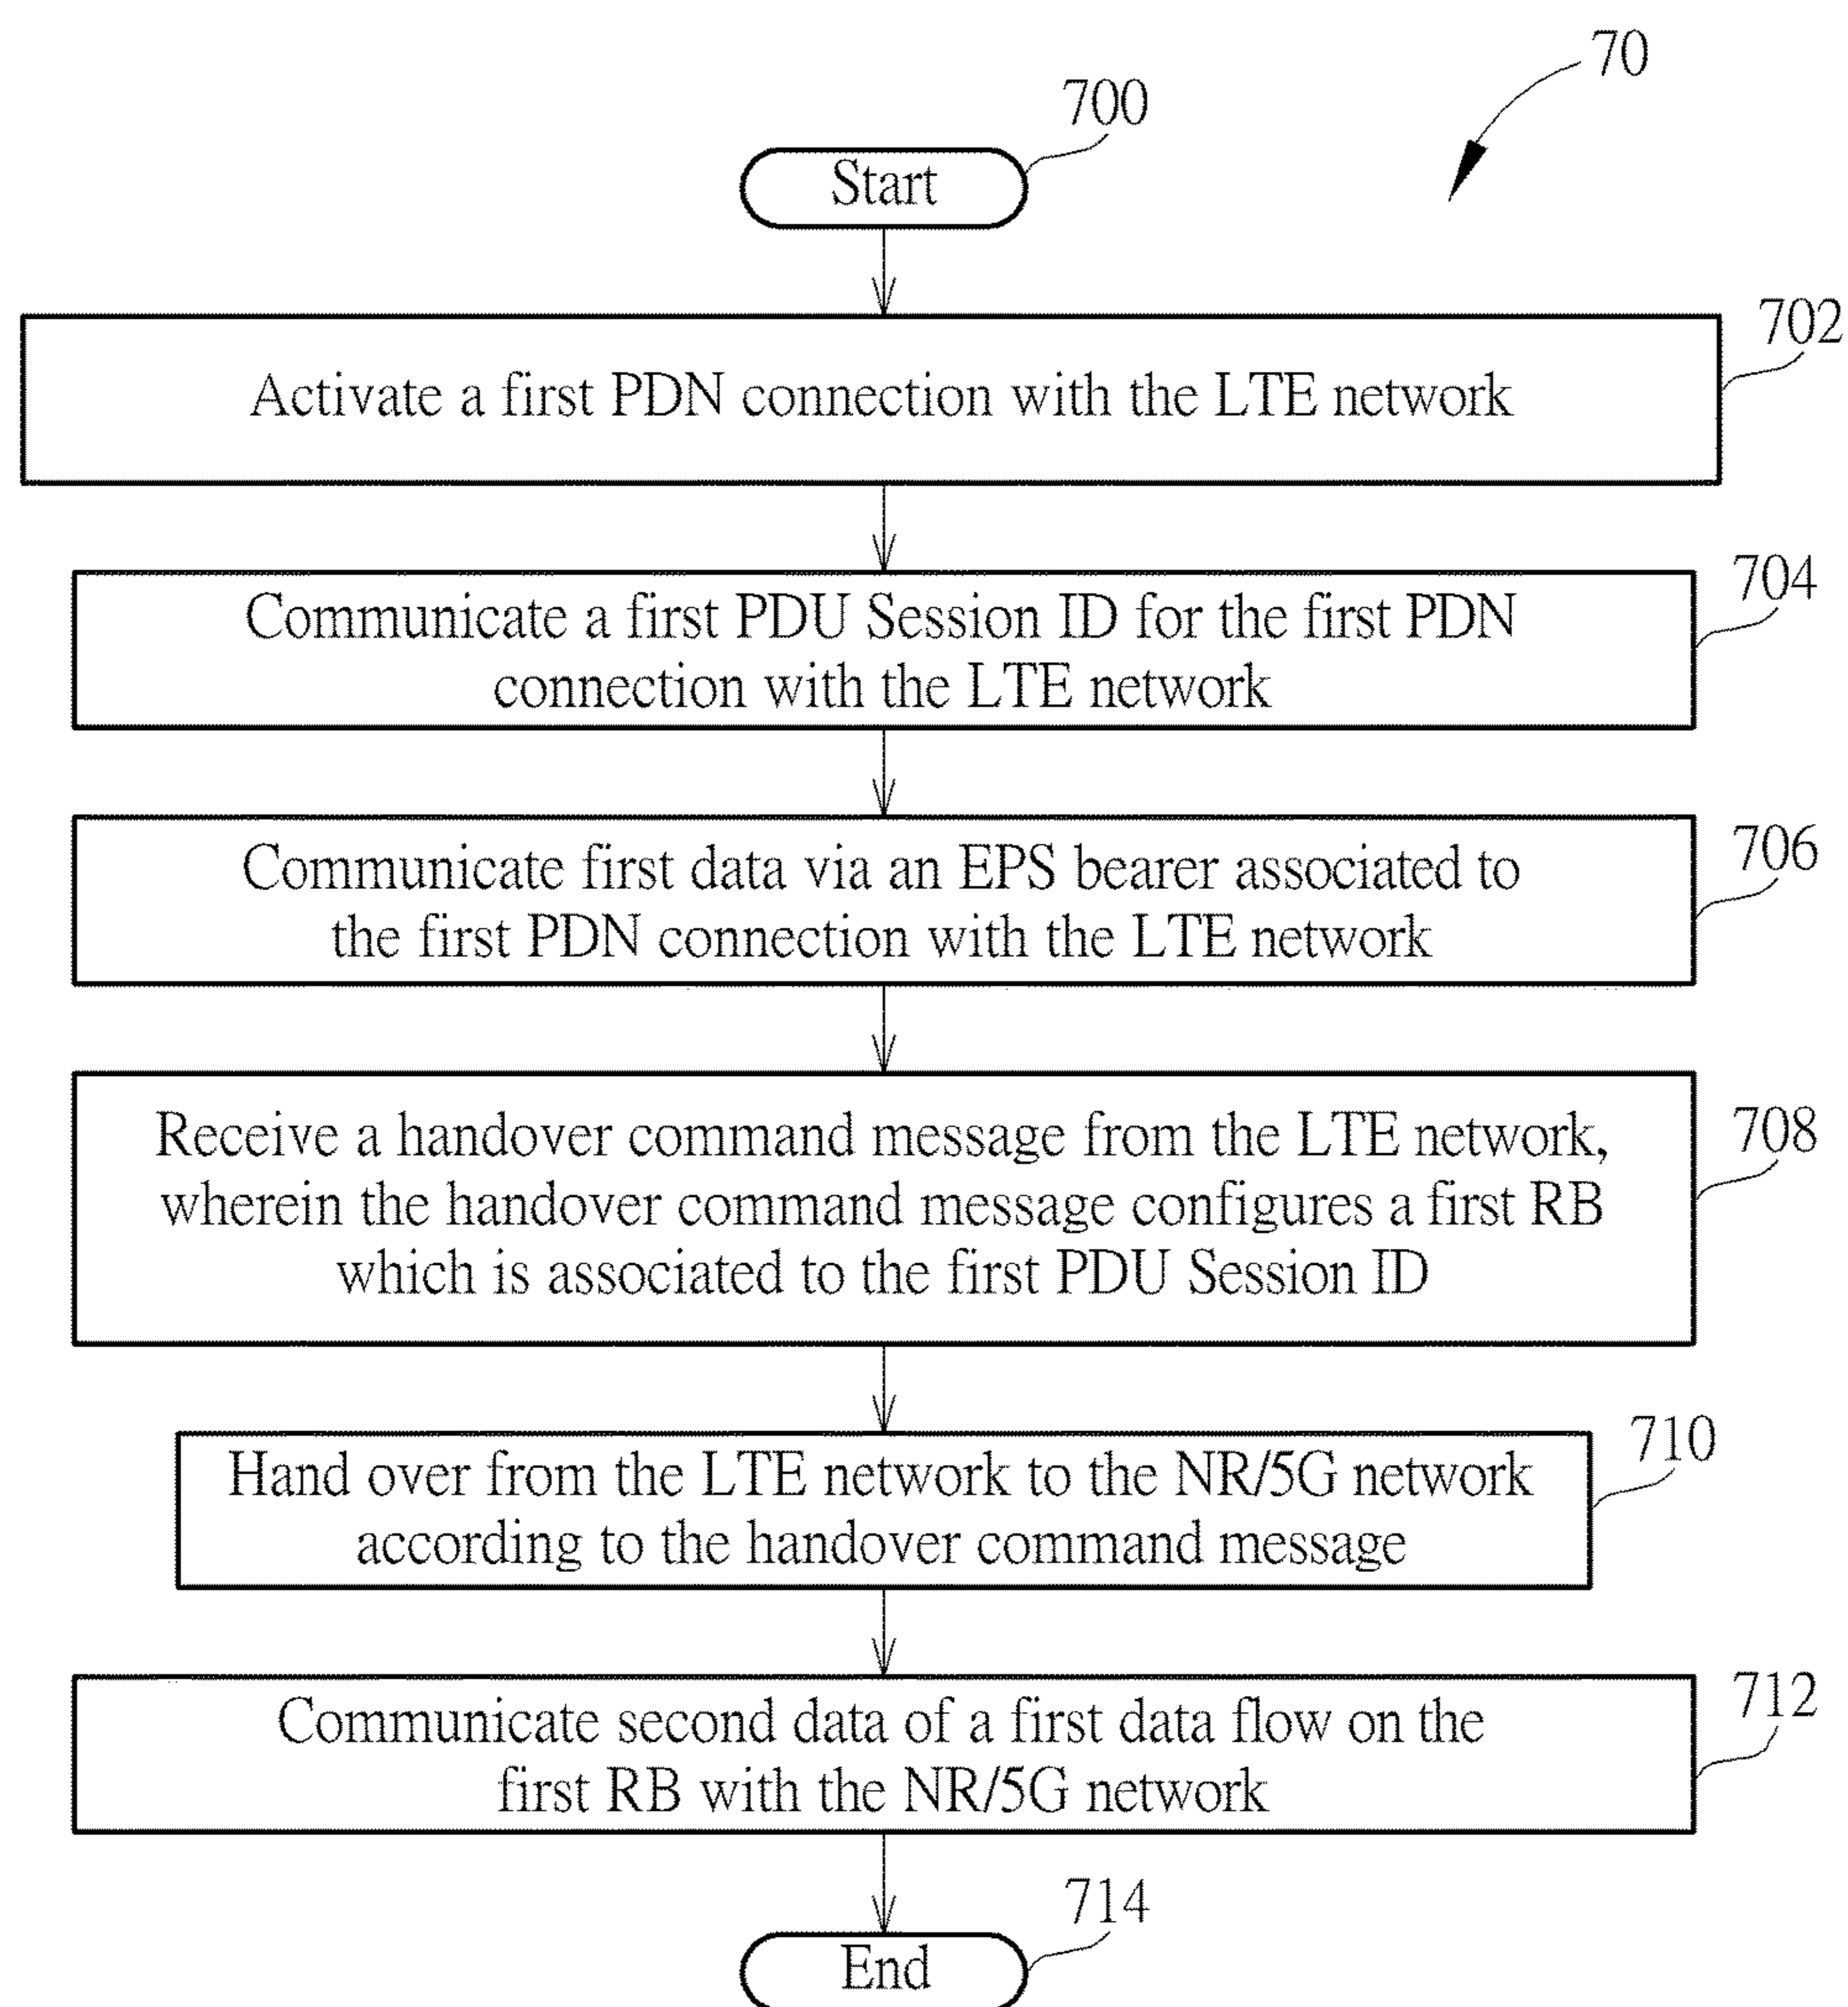 70
700
Start
702
Activate a first PDN connection with the LTE network
704
Communicate a first PDU Session ID for the first PDN
connection with the LTE network
706
Communicate first data via an EPS bearer associated to
the first PDN connection with the LTE network
708
Receive a handover command message from the LTE network,
wherein the handover command message configures a first RB
which is associated to the first PDU Session ID
710
Hand over from the LTE network to the NR/5G network
according to the handover command message
712
Communicate second data of a first data flow on the
first RB with the NR/5G network
714
End